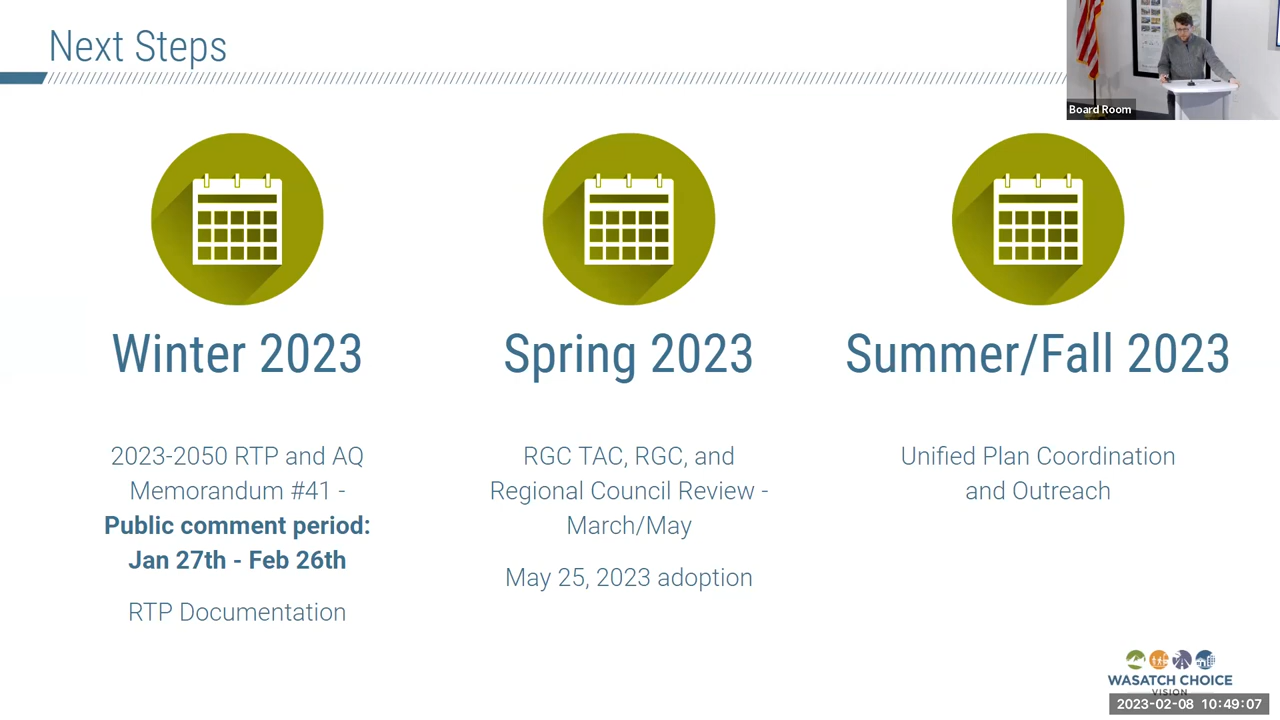 Next Steps
Board Room
Winter 2023
Spring 2023
Summer/Fall 2023
2023-2050 RTP and AQ
Memorandum #41 -
Public comment period:
Jan 27th - Feb 26th
RTP Documentation
RGC TAC, RGC, and
Regional Council Review -
March/May
May 25, 2023 adoption
Unified Plan Coordination
and Outreach
WASATCH CHOICE
VISION
2023-02-08 10:49:07